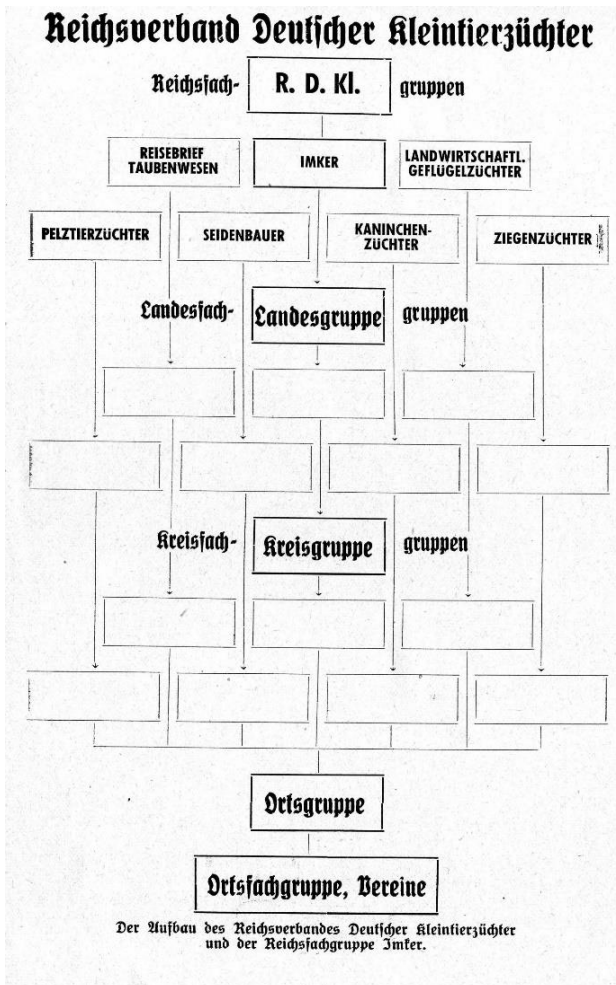 Reichsverband Deutscher Kleintierzüchter
Reichsfach- R. D. Kl. gruppen
REISEBRIEF
TAUBENWESEN
IMKER
LANDWIRTSCHAFTL.
GEFLÜGELZÜCHTER
PELZTIERZÜCHTER
SEIDENBAUER
KANINCHEN-
ZÜCHTER
ZIEGENZÜCHTER
Landesfach- Landesgruppe gruppen
Kreisfach- Kreisgruppe gruppen
Ortsgruppe
Ortsfachgruppe, Vereine
Der Aufbau des Reichsverbandes Deutscher Kleintierzüchter
und der Reichsfachgruppe Imker.